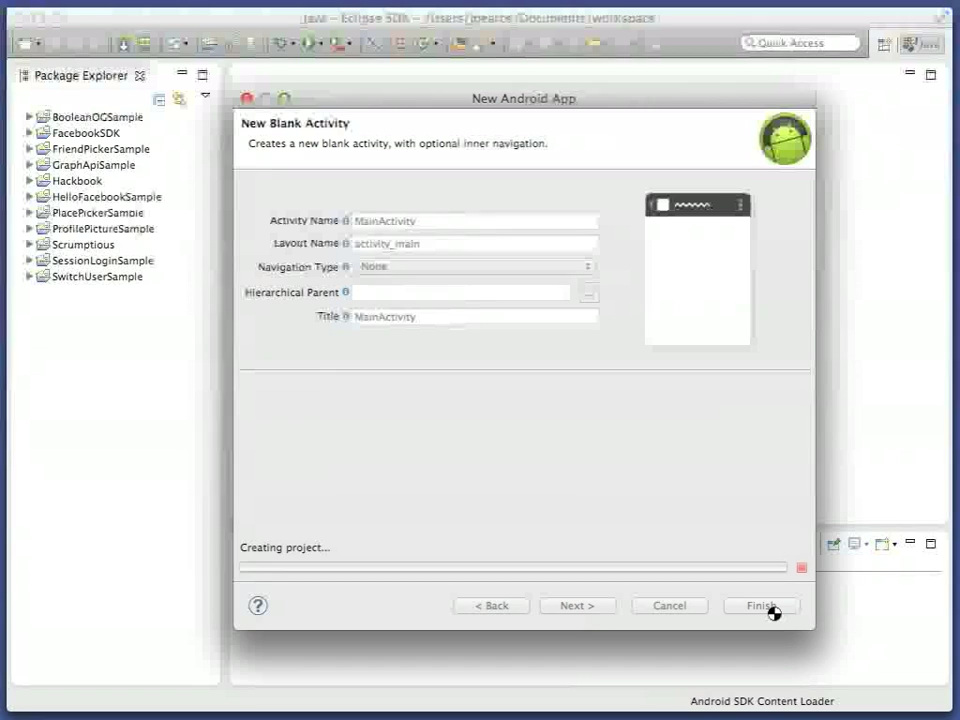 Java – Eclipse SDK – /Users/jpearce/Documents/workspace
Quick Access
Java
Package Explorer
BooleanOGSample
FacebookSDK
FriendPickerSample
GraphApiSample
Hackbook
HelloFacebookSample
PlacePickerSample
ProfilePictureSample
Scrumptious
SessionLoginSample
SwitchUserSample
New Android App
New Blank Activity
Creates a new blank activity, with optional inner navigation.
Activity Name MainActivity
Layout Name activity_main
Navigation Type None
Hierarchical Parent ...
Title MainActivity
Creating project...
? < Back Next > Cancel Finish
Android SDK Content Loader